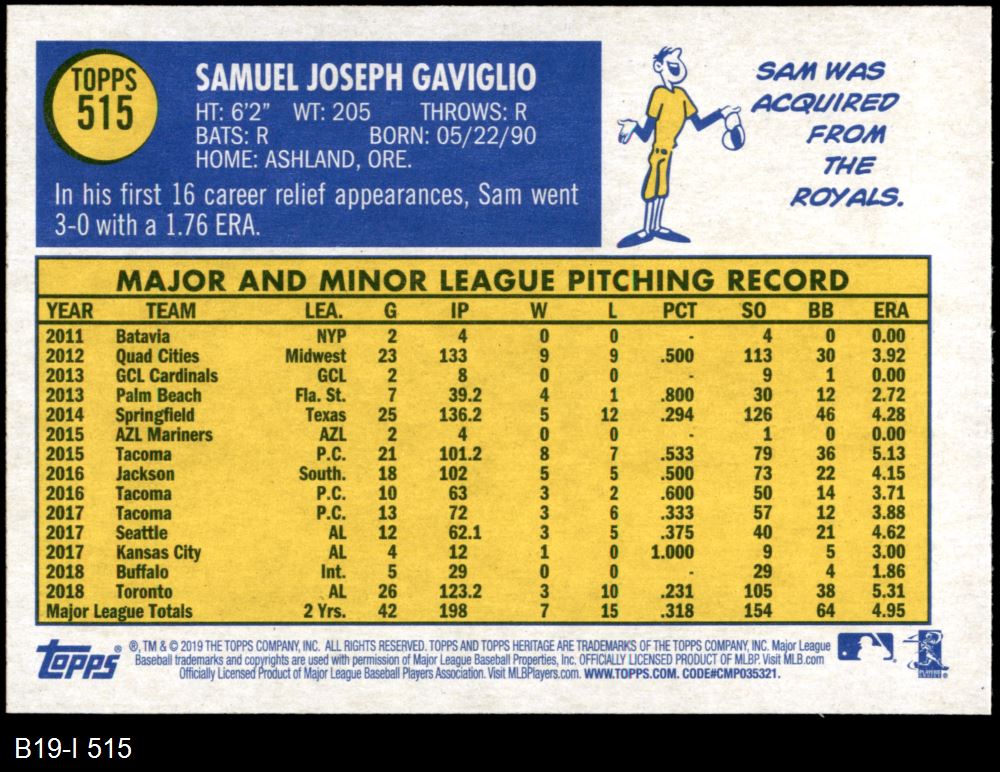 TOPPS
515
SAMUEL JOSEPH GAVIGLIO
HT: 6'2" WT: 205 THROWS: R
BATS: R BORN: 05/22/90
HOME: ASHLAND, ORE.
In his first 16 career relief appearances, Sam went
3-0 with a 1.76 ERA.
SAM WAS
ACQUIRED
FROM
THE
ROYALS.
MAJOR AND MINOR LEAGUE PITCHING RECORD
YEAR TEAM LEA. G IP W L PCT SO BB ERA
2011 Batavia NYP 2 4 0 0 - 4 0 0.00
2012 Quad Cities Midwest 23 133 9 9 .500 113 30 3.92
2013 GCL Cardinals GCL 2 8 0 0 - 9 1 0.00
2013 Palm Beach Fla. St. 7 39.2 4 1 .800 30 12 2.72
2014 Springfield Texas 25 136.2 5 12 .294 126 46 4.28
2015 AZL Mariners AZL 2 4 0 0 - 1 0 0.00
2015 Tacoma P.C. 21 101.2 8 7 .533 79 36 5.13
2016 Jackson South. 18 102 5 5 .500 73 22 4.15
2016 Tacoma P.C. 10 63 3 2 .600 50 14 3.71
2017 Tacoma P.C. 13 72 3 6 .333 57 12 3.88
2017 Seattle AL 12 62.1 3 5 .375 40 21 4.62
2017 Kansas City AL 4 12 1 0 1.000 9 5 3.00
2018 Buffalo Int. 5 29 0 0 - 29 4 1.86
2018 Toronto AL 26 123.2 3 10 .231 105 38 5.31
Major League Totals 2 Yrs. 42 198 7 15 .318 154 64 4.95
Topps ®
®, TM & © 2019 THE TOPPS COMPANY, INC. ALL RIGHTS RESERVED. TOPPS AND TOPPS HERITAGE ARE TRADEMARKS OF THE TOPPS COMPANY, INC. Major League
Baseball trademarks and copyrights are used with permission of Major League Baseball Properties, Inc. OFFICIALLY LICENSED PRODUCT OF MLBP. Visit MLB.com
Officially Licensed Product of Major League Baseball Players Association. Visit MLBPlayers.com. WWW.TOPPS.COM. CODE#CMP035321.
B19-I 515